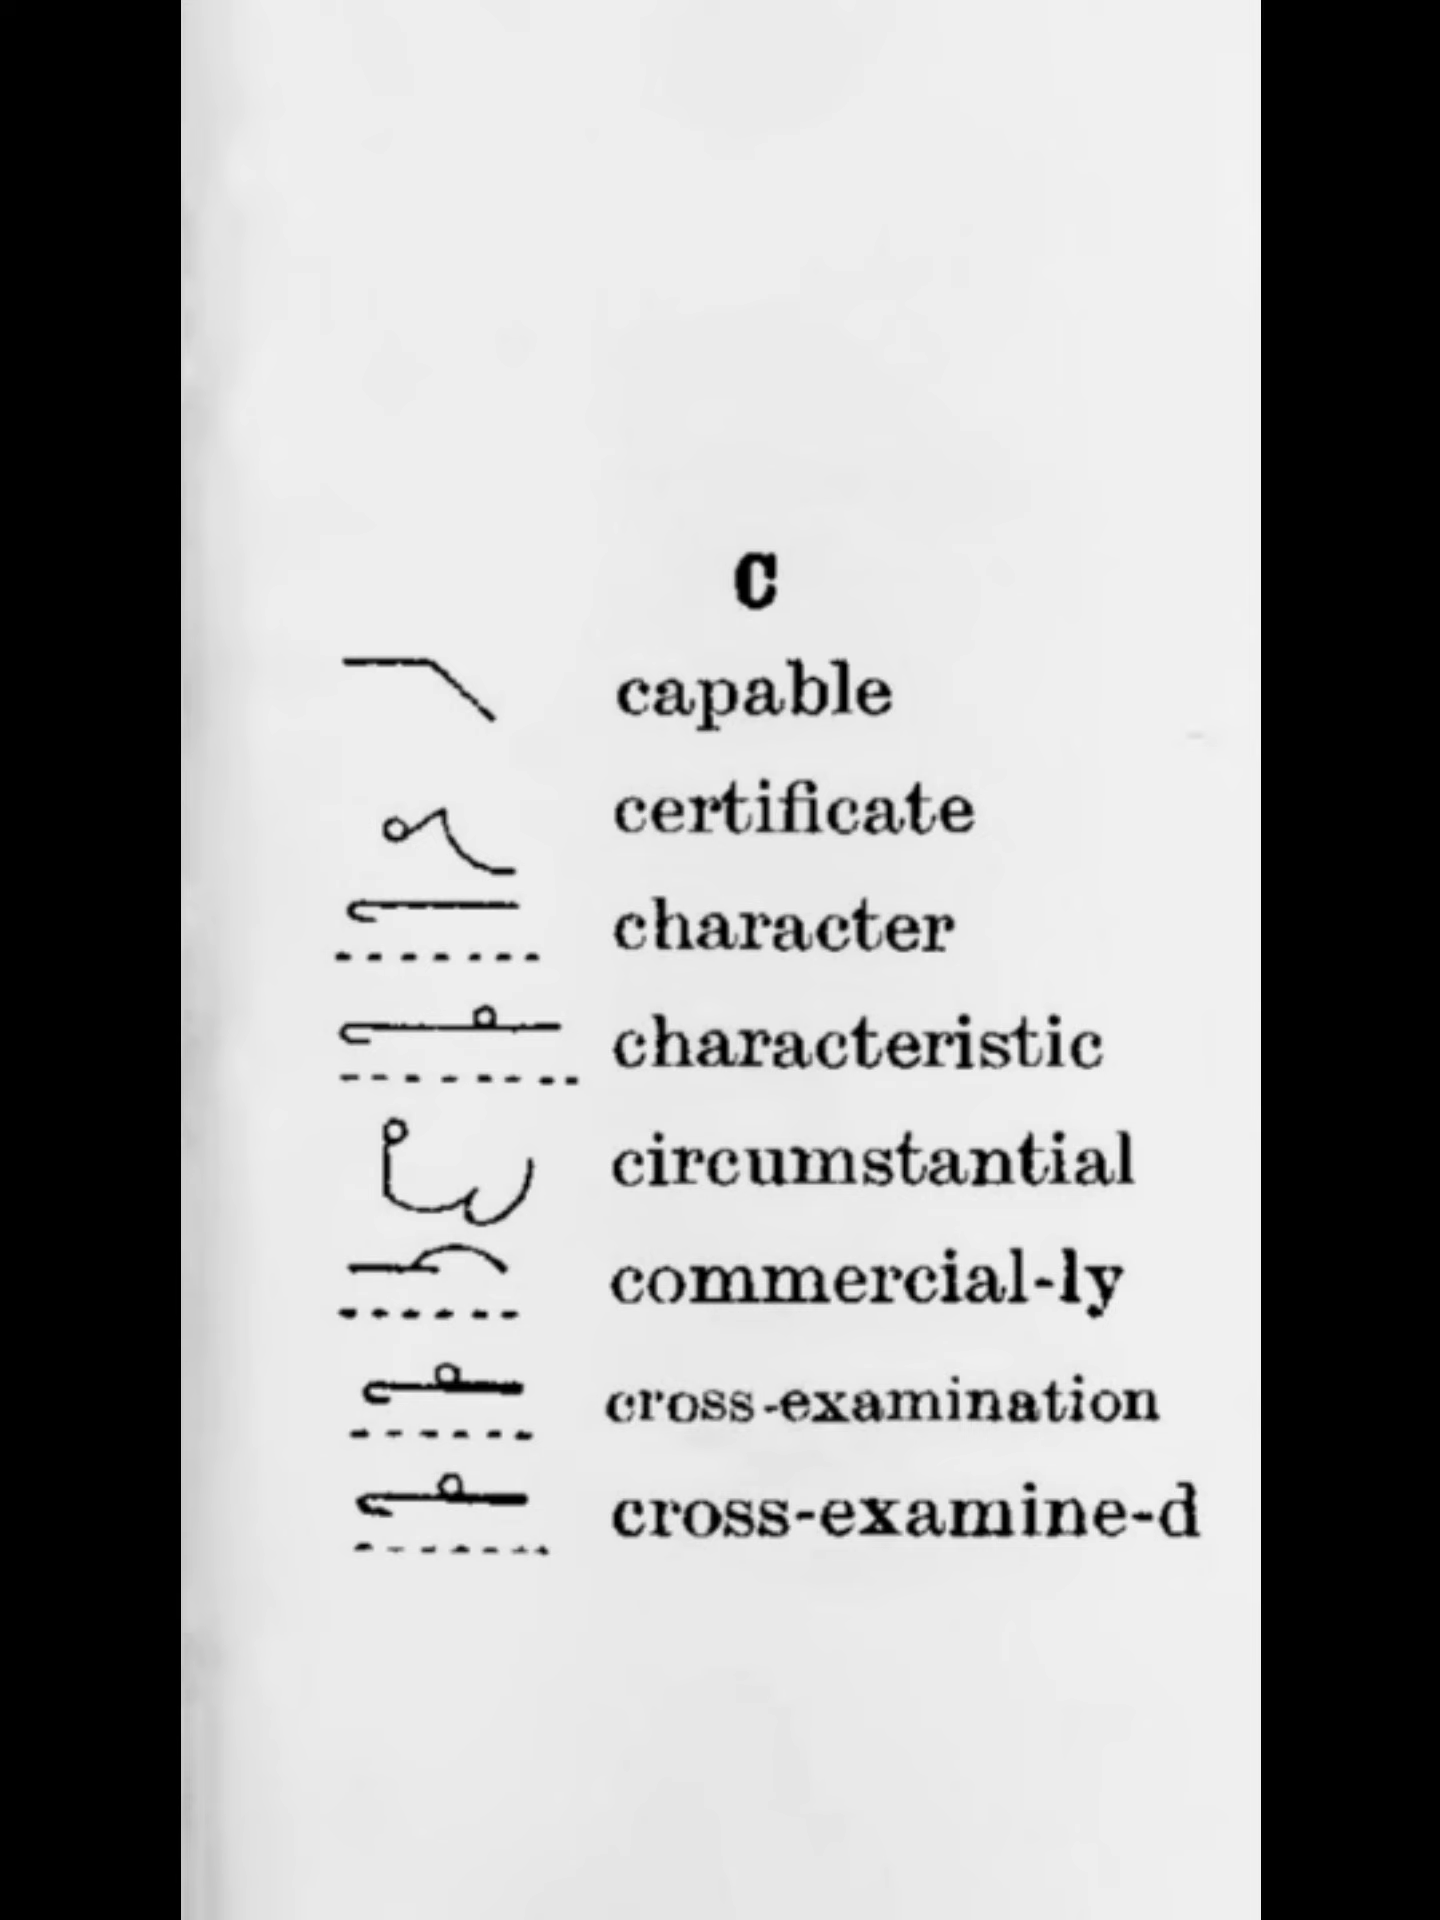 C
capable
certificate
character
characteristic
circumstantial
commercial-ly
cross-examination
cross-examine-d